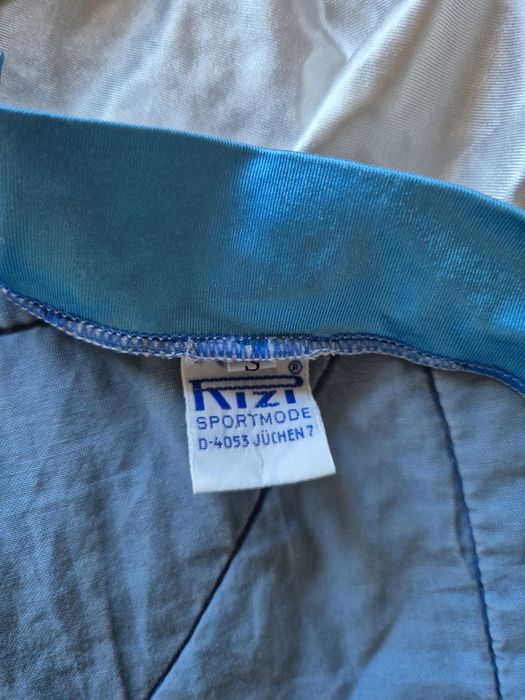 S
Rizi®
SPORTMODE
D-4053 JÜCHEN 7